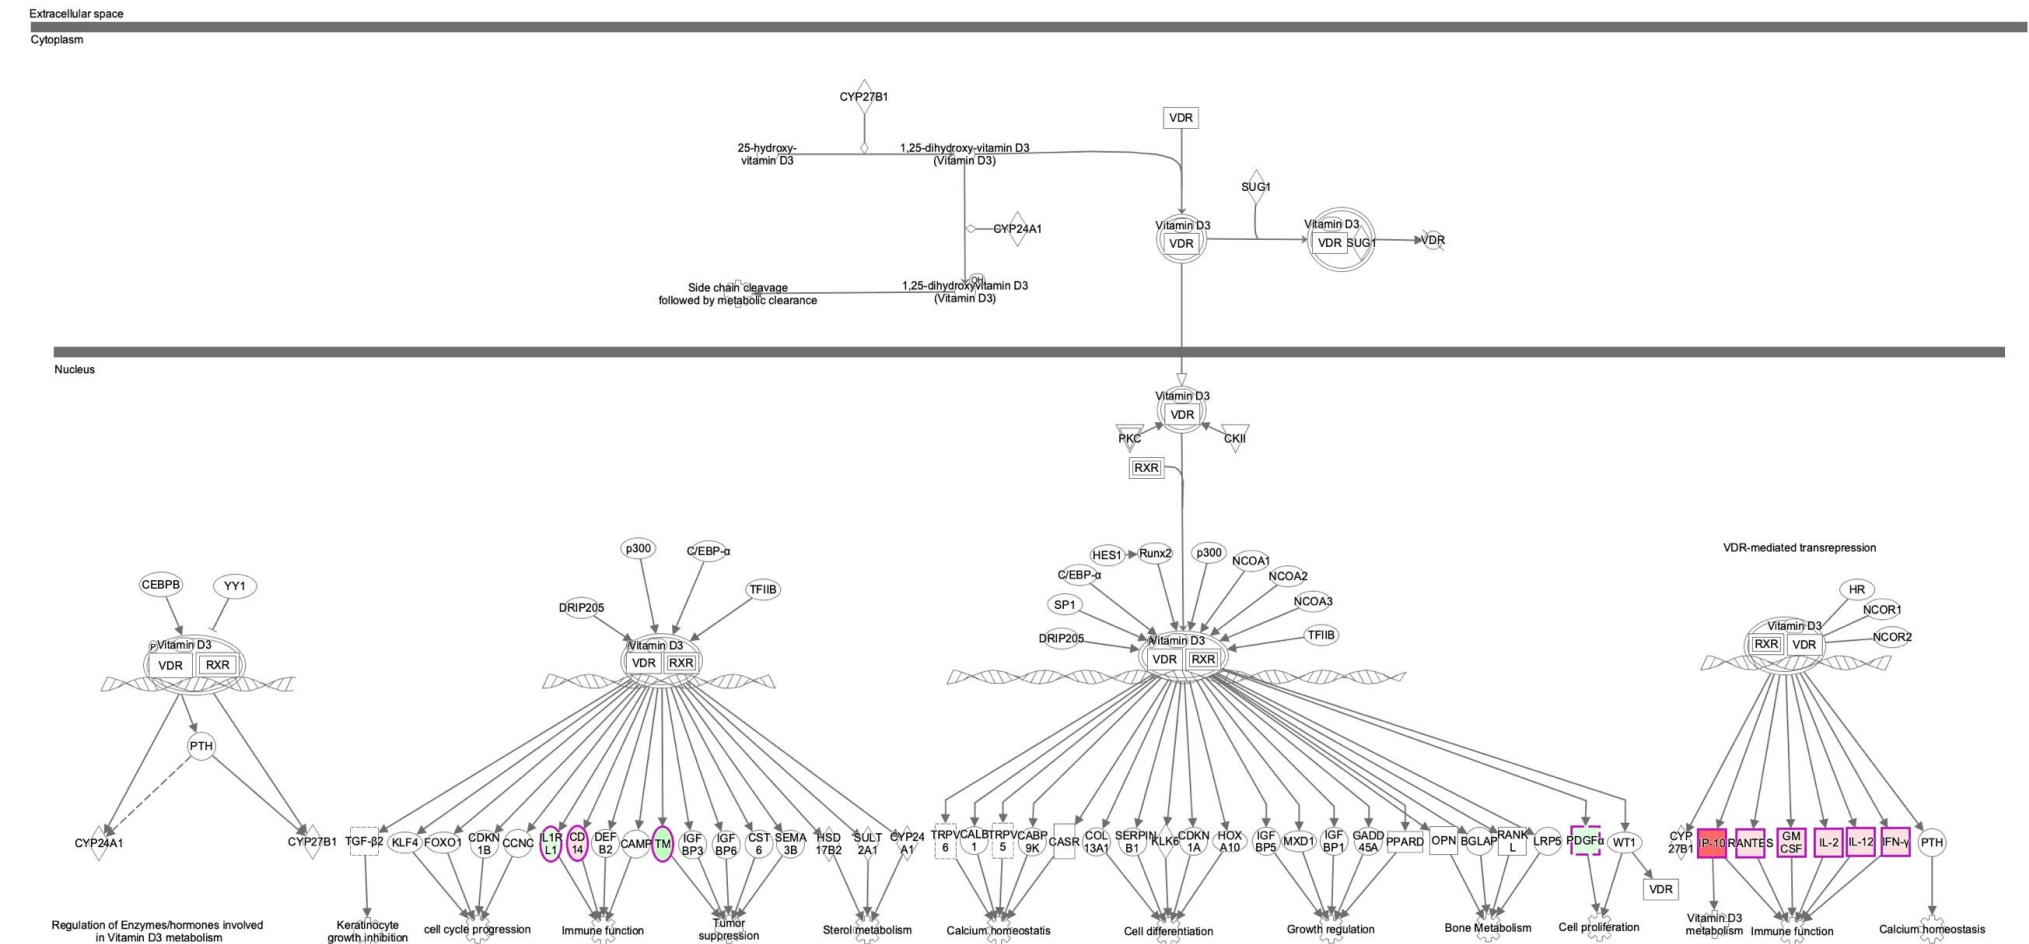 Extracellular space
Cytoplasm
CYP27B1
VDR
25-hydroxy-
vitamin D3
1,25-dihydroxy-vitamin D3
(Vitamin D3)
SUG1
CYP24A1
Vitamin D3
VDR
Vitamin D3
VDR
SUG1
VDR
OH
1,25-dihydroxyvitamin D3
(Vitamin D3)
Side chain cleavage
followed by metabolic clearance
Nucleus
Vitamin D3
VDR
PKC
CKII
RXR
CEBPB
YY1
P
Vitamin D3
VDR
RXR
PTH
CYP24A1
CYP27B1
Regulation of Enzymes/hormones involved
in Vitamin D3 metabolism
p300
C/EBP-α
DRIP205
TFIIB
Vitamin D3
VDR
RXR
TGF-β2
KLF4
FOXO1
CDKN
1B
CCNC
IL1R
L1
CD
14
DEF
B2
CAMP
TM
IGF
BP3
IGF
BP6
CST
6
SEMA
3B
HSD
17B2
SULT
2A1
CYP24
A1
Keratinocyte
growth inhibition
cell cycle progression
Immune function
Tumor
suppression
Sterol metabolism
HES1
Runx2
p300
NCOA1
C/EBP-α
NCOA2
SP1
NCOA3
DRIP205
TFIIB
Vitamin D3
VDR
RXR
TRPV
6
CALB
1
TRPV
5
CABP
9K
CASR
COL
13A1
SERPIN
B1
KLK6
CDKN
1A
HOX
A10
IGF
BP5
MXD1
IGF
BP1
GADD
45A
PPARD
OPN
BGLAP
RANK
L
LRP5
PDGFα
WT1
VDR
Calcium homeostatis
Cell differentiation
Growth regulation
Bone Metabolism
Cell proliferation
VDR-mediated transrepression
HR
NCOR1
NCOR2
Vitamin D3
RXR
VDR
CYP
27B1
IP-10
RANTES
GM
CSF
IL-2
IL-12
IFN-γ
PTH
Vitamin D3
metabolism
Immune function
Calcium homeostasis